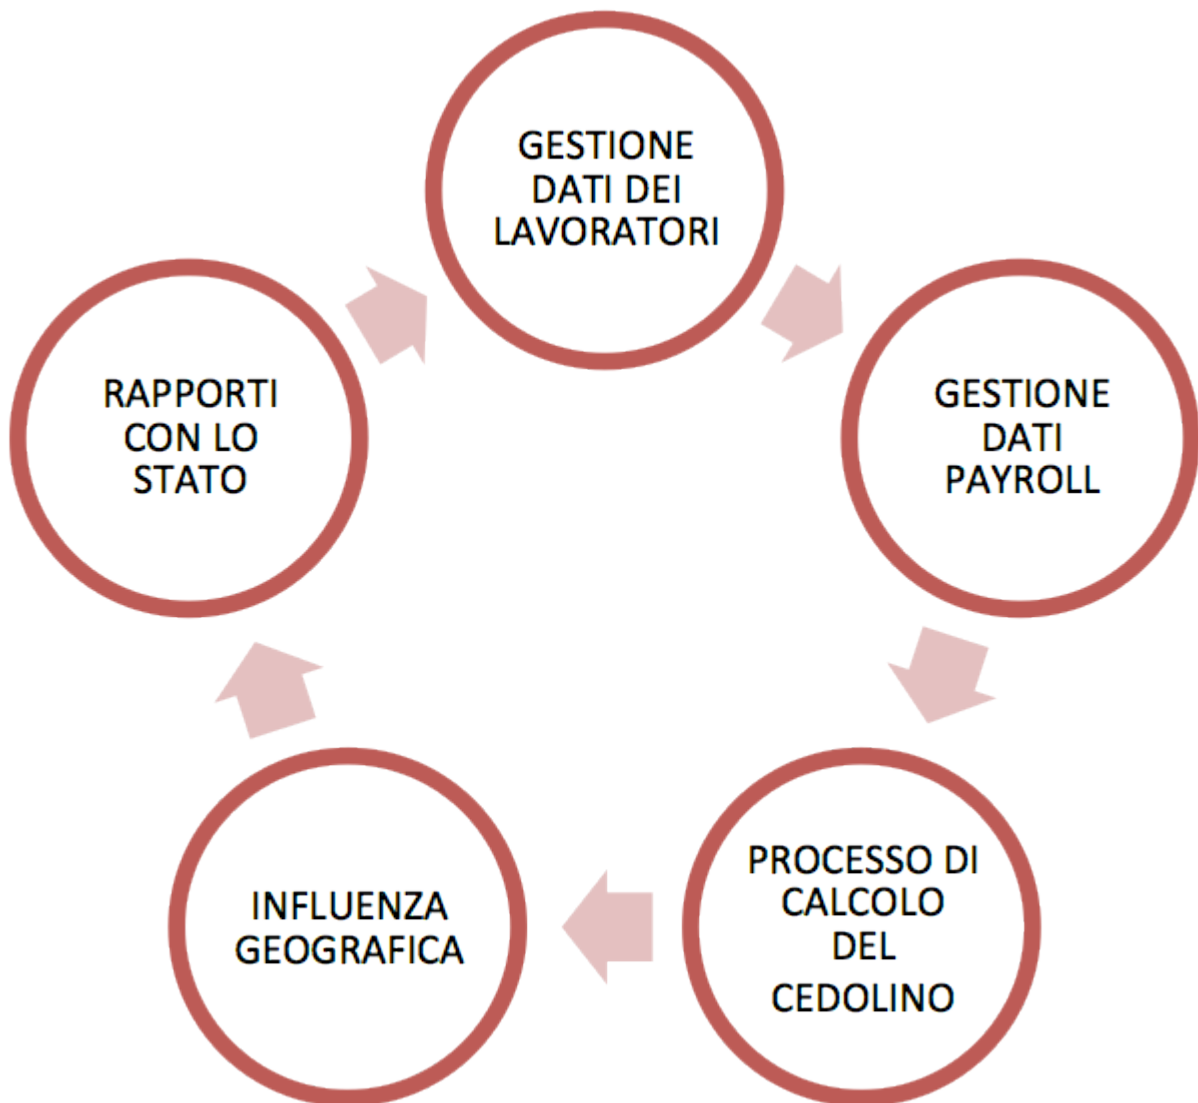 GESTIONE
DATI DEI
LAVORATORI
GESTIONE
DATI
PAYROLL
PROCESSO DI
CALCOLO
DEL
CEDOLINO
INFLUENZA
GEOGRAFICA
RAPPORTI
CON LO
STATO